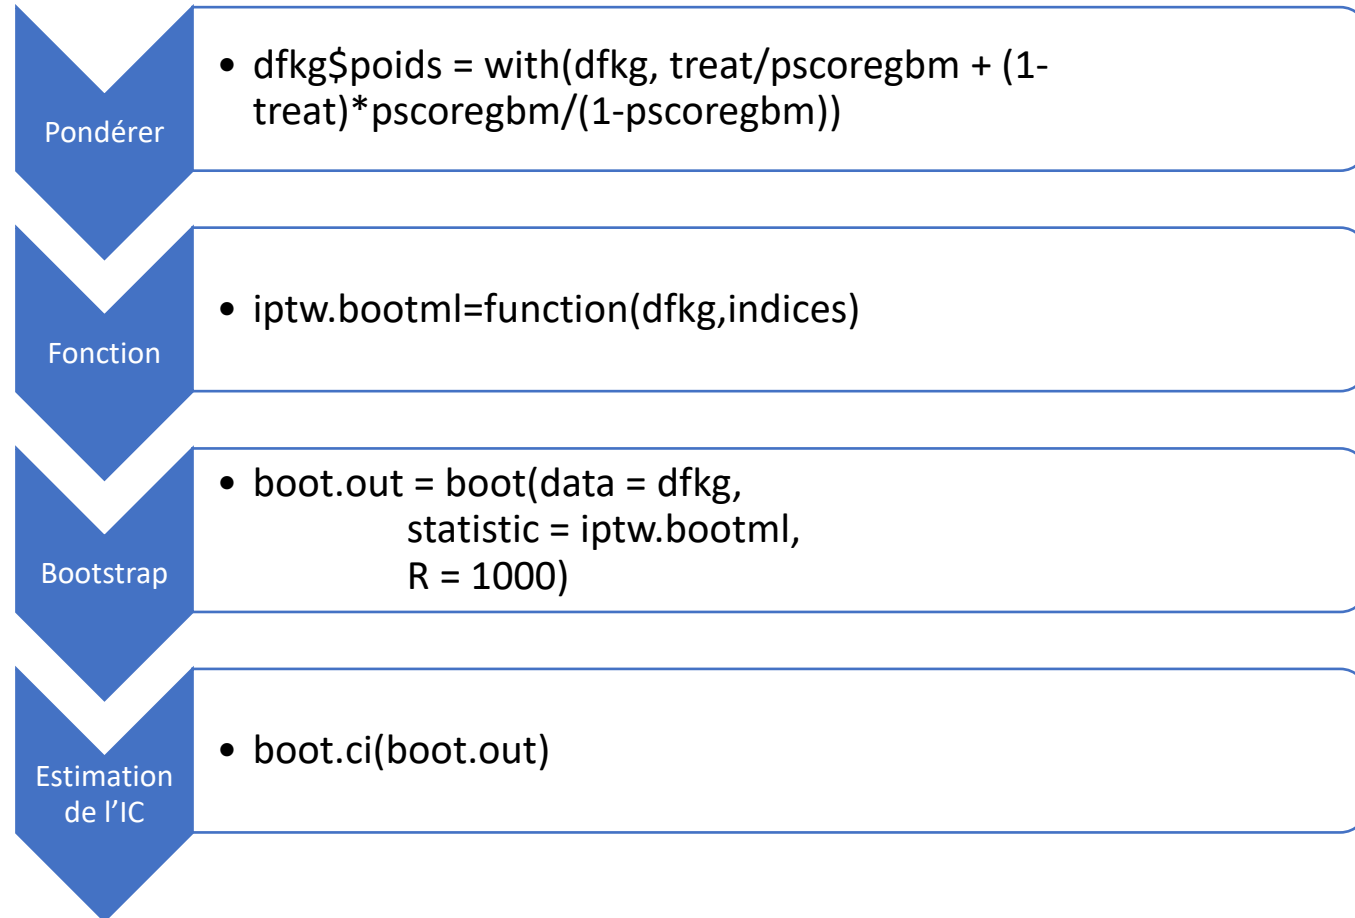 Pondérer
• dfkg$poids = with(dfkg, treat/pscoregbm + (1-
treat)*pscoregbm/(1-pscoregbm))
Fonction
• iptw.bootml=function(dfkg,indices)
Bootstrap
• boot.out = boot(data = dfkg,
statistic = iptw.bootml,
R = 1000)
Estimation
de l’IC
• boot.ci(boot.out)